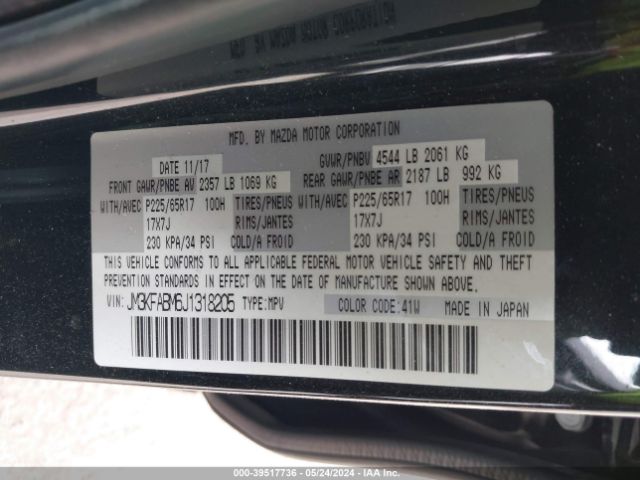 MFD. BY MAZDA MOTOR CORPORATION
DATE 11/17
GVWR/PNBV 4544 LB 2061 KG
FRONT GAWR/PNBE AV 2357 LB 1069 KG
REAR GAWR/PNBE AR 2187 LB 992 KG
WITH/AVEC P225/65R17 100H TIRES/PNEUS WITH/AVEC P225/65R17 100H TIRES/PNEUS
17X7J RIMS/JANTES 17X7J RIMS/JANTES
230 KPA/34 PSI COLD/A FROID 230 KPA/34 PSI COLD/A FROID
THIS VEHICLE CONFORMS TO ALL APPLICABLE FEDERAL MOTOR VEHICLE SAFETY AND THEFT
PREVENTION STANDARDS IN EFFECT ON THE DATE OF MANUFACTURE SHOWN ABOVE.
VIN: JM3KFABM6J1318205 TYPE:MPV COLOR CODE:41W MADE IN JAPAN
000-39517736 - 05/24/2024 - IAA Inc.